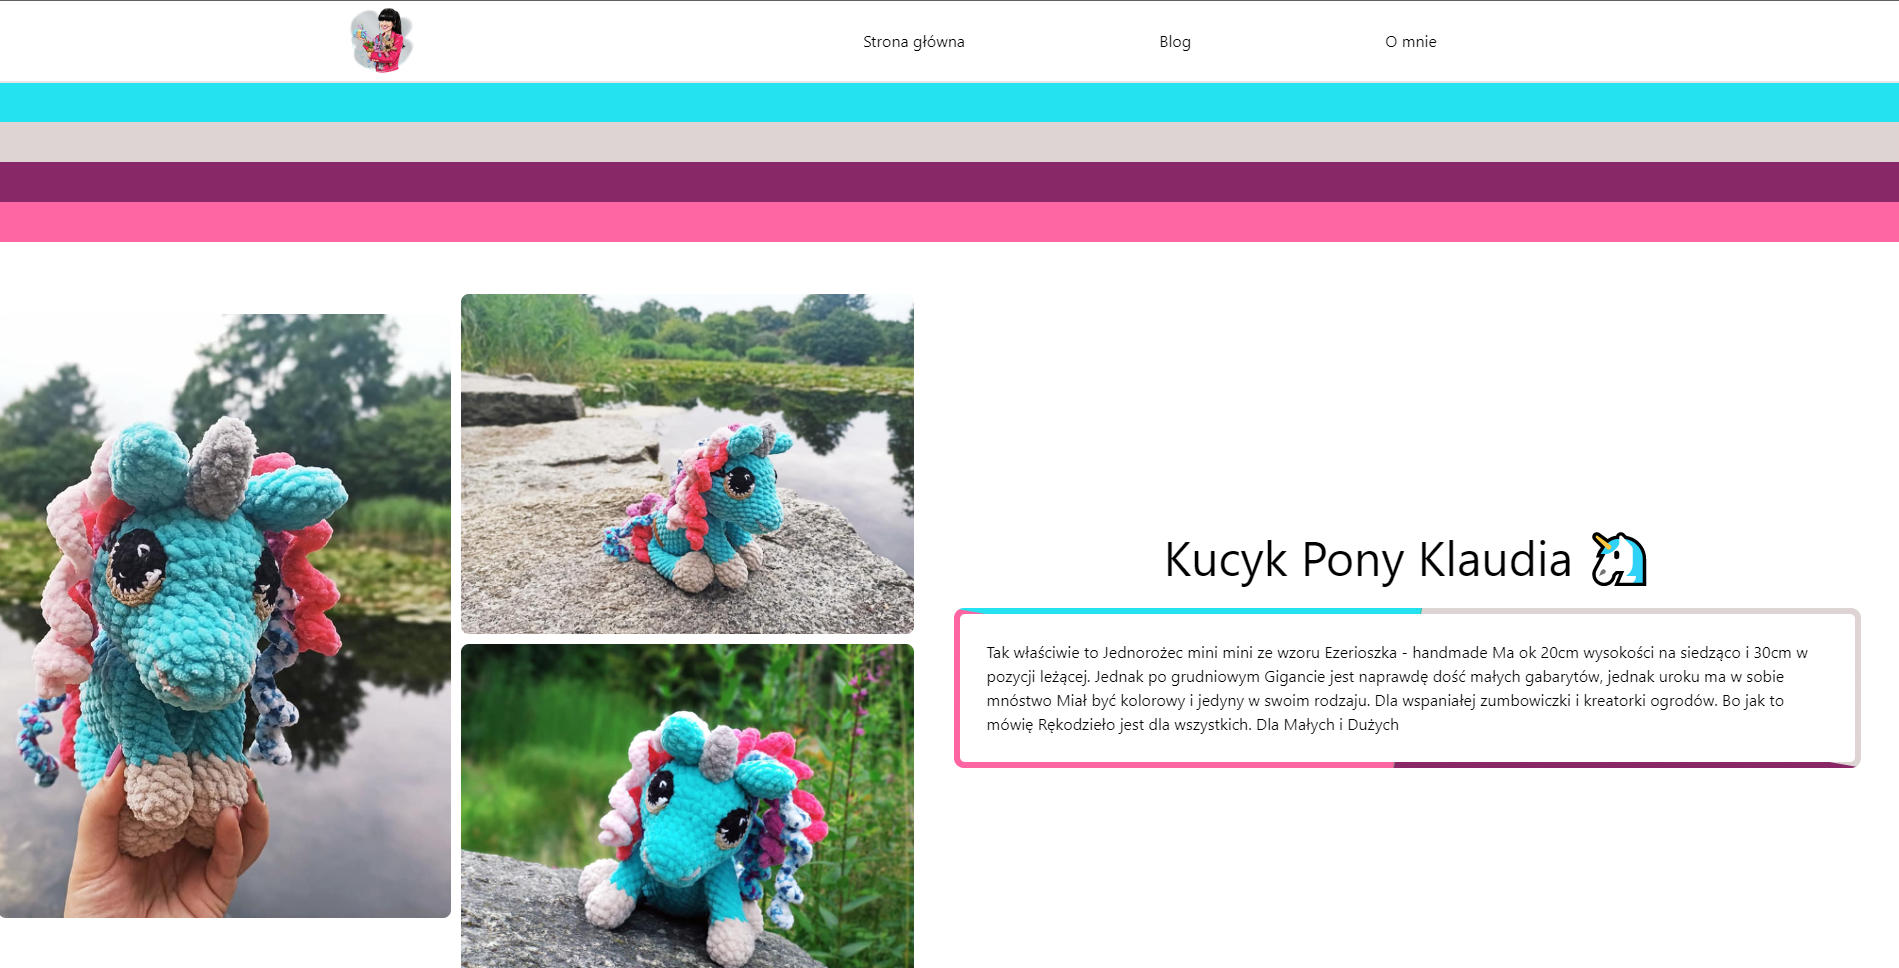 Strona główna
Blog
O mnie
Kucyk Pony Klaudia
Tak właściwie to Jednorożec mini mini ze wzoru Ezerioszka - handmade Ma ok 20cm wysokości na siedząco i 30cm w
pozycji leżącej. Jednak po grudniowym Gigancie jest naprawdę dość małych gabarytów, jednak uroku ma w sobie
mnóstwo Miał być kolorowy i jedyny w swoim rodzaju. Dla wspaniałej zumbowiczki i kreatorki ogrodów. Bo jak to
mówię Rękodzieło jest dla wszystkich. Dla Małych i Dużych